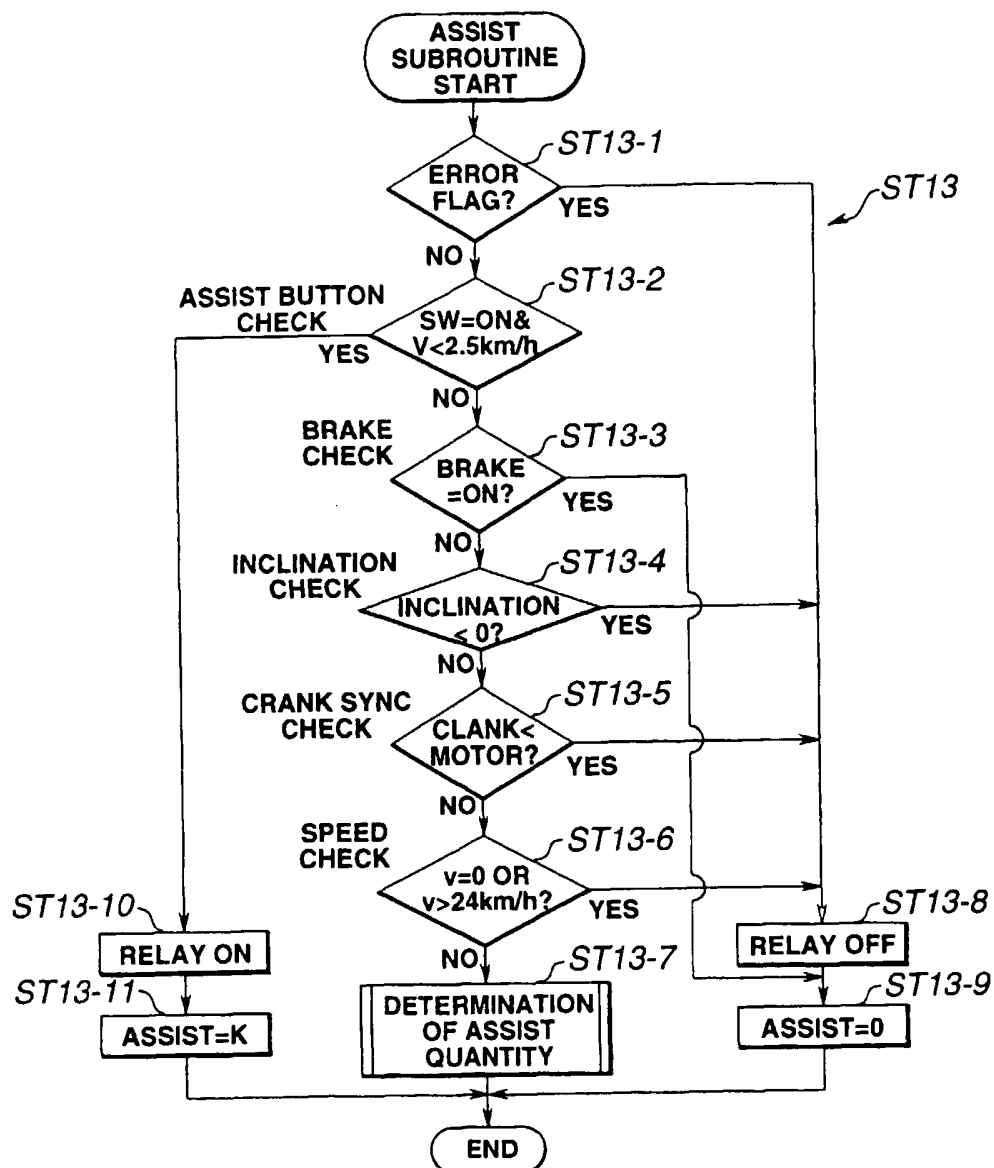 ASSIST
SUBROUTINE
START
ST13-1
ERROR
FLAG?
YES
ST13
NO
ST13-2
ASSIST BUTTON
CHECK
YES
SW=ON&
V<2.5km/h
NO
BRAKE
CHECK
ST13-3
BRAKE
=ON?
YES
NO
INCLINATION
CHECK
ST13-4
INCLINATION
< 0?
YES
NO
CRANK SYNC
CHECK
ST13-5
CLANK<
MOTOR?
YES
NO
SPEED
CHECK
ST13-6
v=0 OR
v>24km/h?
YES
NO
ST13-10
RELAY ON
ST13-8
RELAY OFF
ST13-7
DETERMINATION
OF ASSIST
QUANTITY
ST13-11
ASSIST=K
ST13-9
ASSIST=0
END